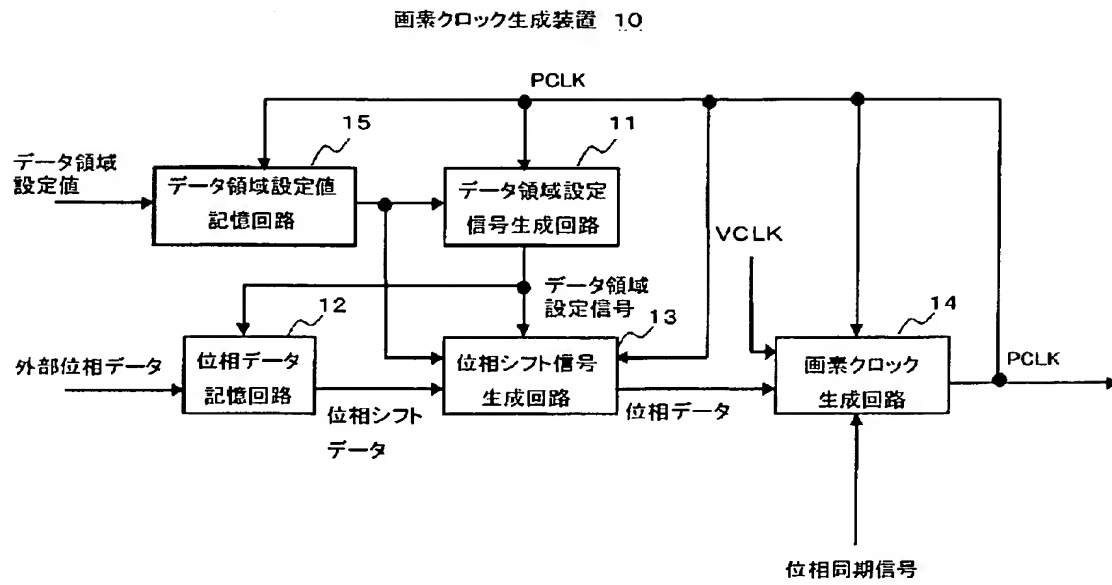 画素クロック生成装置 10
PCLK
15
11
データ領域
設定値
データ領域設定値
記憶回路
データ領域設定
信号生成回路
VCLK
データ領域
設定信号
12
13
14
外部位相データ
位相データ
記憶回路
位相シフト信号
生成回路
画素クロック
生成回路
PCLK
位相シフト
データ
位相データ
位相同期信号